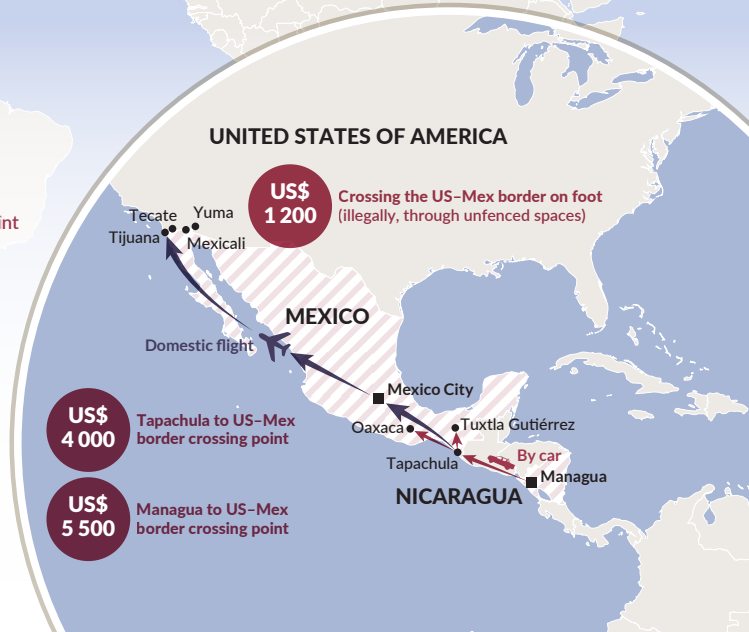 UNITED STATES OF AMERICA
US$
1 200
Crossing the US–Mex border on foot
(illegally, through unfenced spaces)
int
Tecate
Yuma
Tijuana
Mexicali
MEXICO
Domestic flight
Mexico City
US$
4 000
Tapachula to US–Mex
border crossing point
Oaxaca
Tuxtla Gutiérrez
Tapachula
By car
Managua
NICARAGUA
US$
5 500
Managua to US–Mex
border crossing point